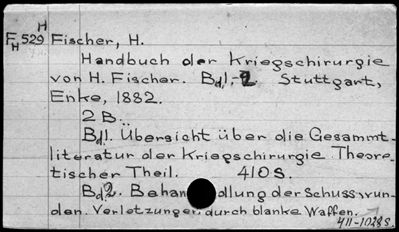 H
F 529 Fischer, H.
H
Handbuch der Kriegschirurgie
von H. Fischer. Bd. 1-2 Stuttgart,
Enke, 1882.
2 B.
Bd 1. Übersicht über die Gesammt-
literatur der Kriegschirurgie Theore-
tischer Theil. 410 S.
Bd 2. Behandlung der Schusswun-
den. Verletzungen durch blanke Waffen.
411-1028 S.